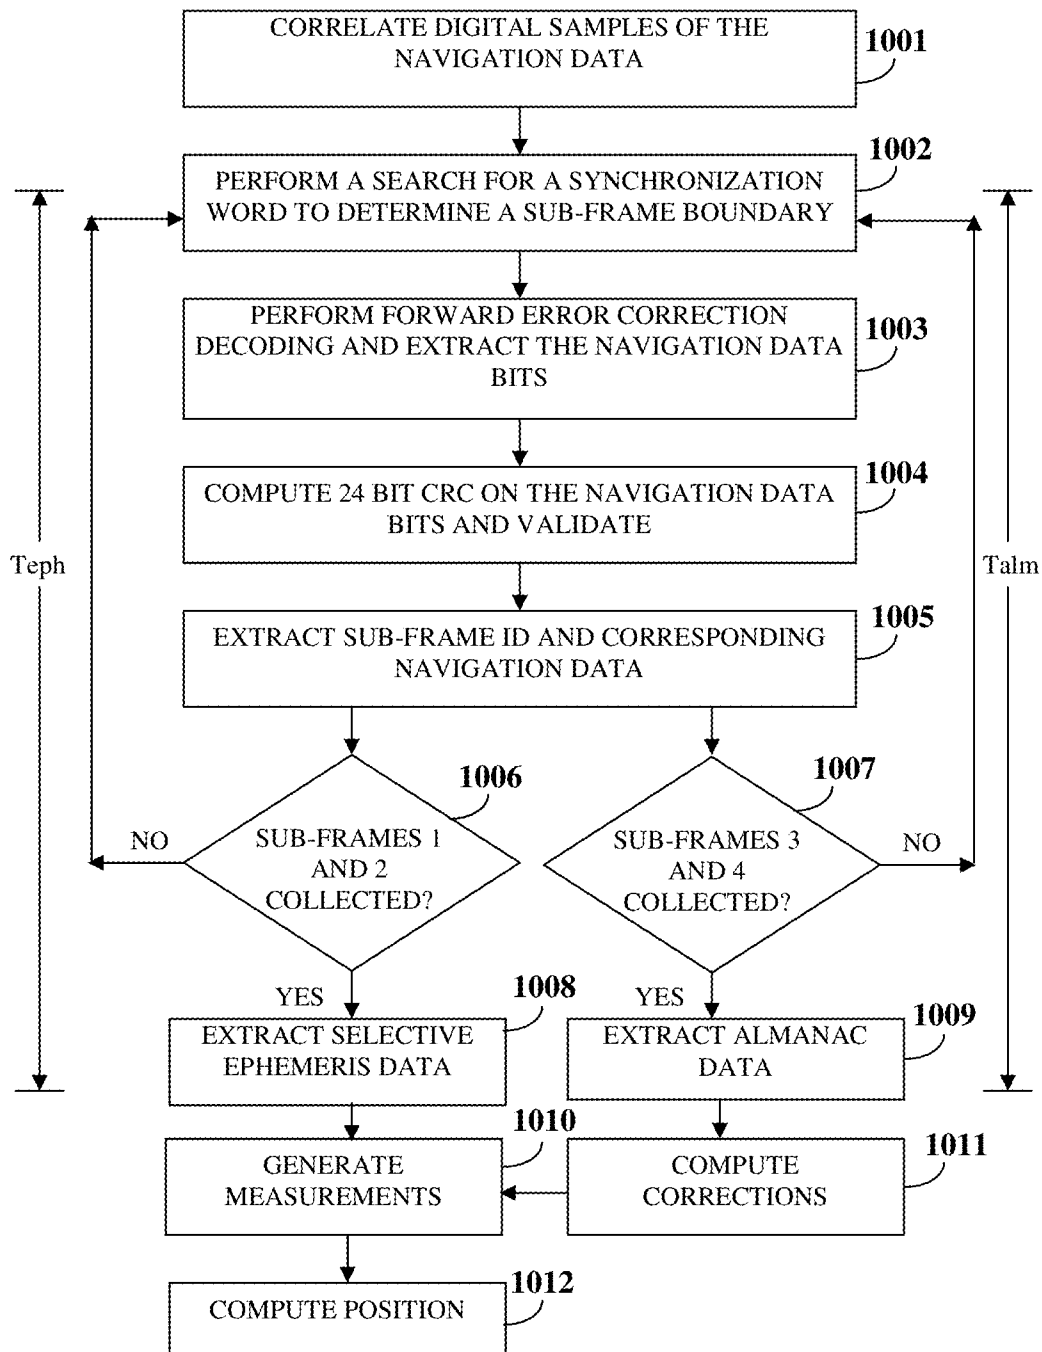 CORRELATE DIGITAL SAMPLES OF THE
NAVIGATION DATA
1001
1002
PERFORM A SEARCH FOR A SYNCHRONIZATION
WORD TO DETERMINE A SUB-FRAME BOUNDARY
PERFORM FORWARD ERROR CORRECTION
DECODING AND EXTRACT THE NAVIGATION DATA
BITS
1003
COMPUTE 24 BIT CRC ON THE NAVIGATION DATA
BITS AND VALIDATE
1004
Teph
Talm
EXTRACT SUB-FRAME ID AND CORRESPONDING
NAVIGATION DATA
1005
1006
1007
NO
SUB-FRAMES 1
AND 2
COLLECTED?
SUB-FRAMES 3
AND 4
COLLECTED?
NO
YES
YES
1008
EXTRACT SELECTIVE
EPHEMERIS DATA
EXTRACT ALMANAC
DATA
1009
1010
GENERATE
MEASUREMENTS
COMPUTE
CORRECTIONS
1011
COMPUTE POSITION
1012